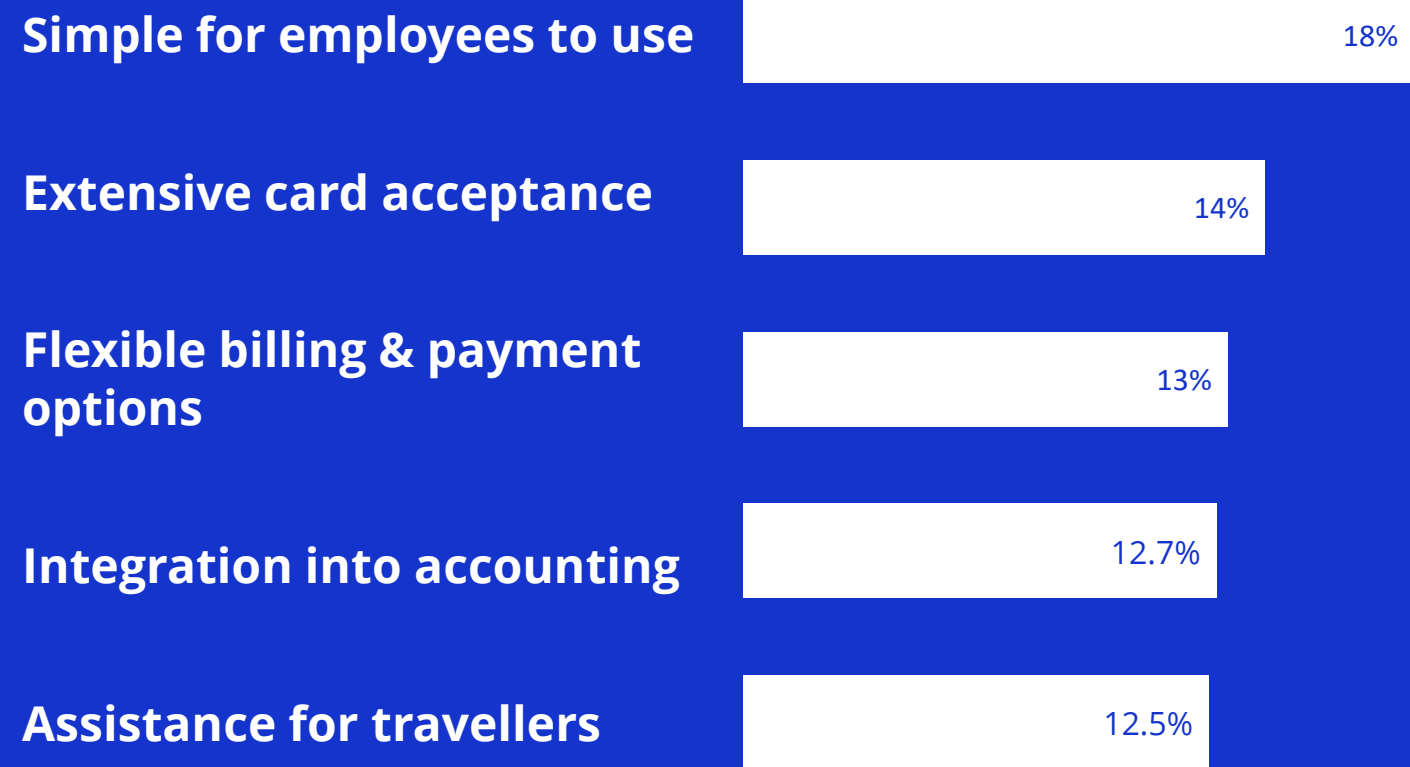 Simple for employees to use
18%
Extensive card acceptance
14%
Flexible billing & payment
options
13%
Integration into accounting
12.7%
Assistance for travellers
12.5%